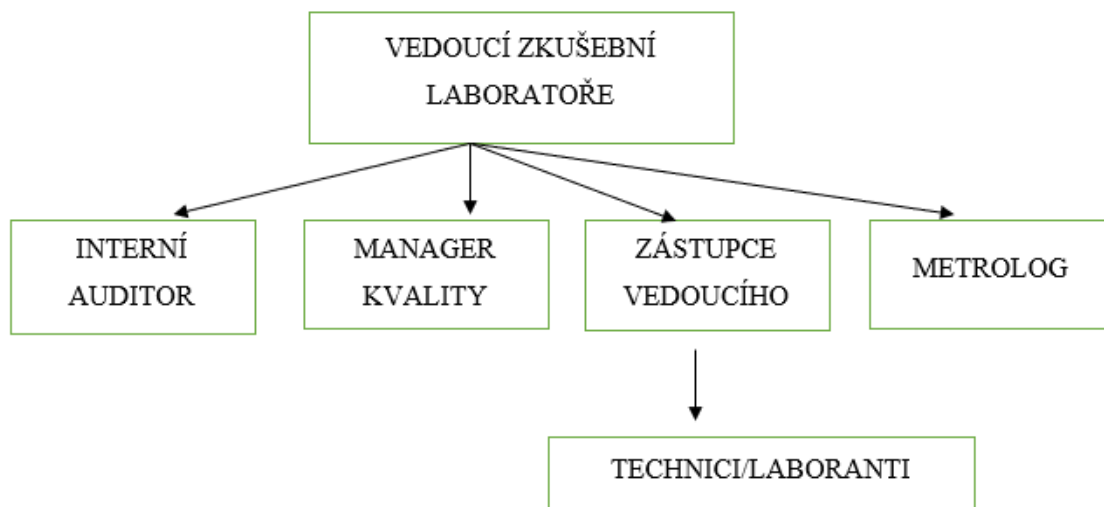 VEDOUCÍ ZKUŠEBNÍ
LABORATOŘE
INTERNÍ
AUDITOR
MANAGER
KVALITY
ZÁSTUPCE
VEDOUCÍHO
METROLOG
TECHNICI/LABORANTI